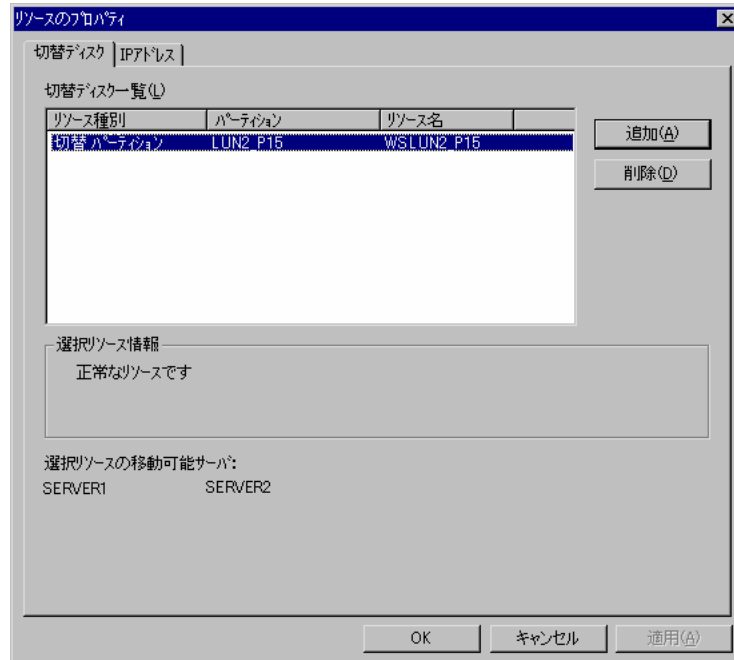 リソースのプロパティ
切替ディスク IPアドレス
切替ディスク一覧(L)
リソース種別 パーティション リソース名
切替 パーティション LUN2_P15 WSLUN2_P15
追加(A)
削除(D)
選択リソース情報
正常なリソースです
選択リソースの移動可能サーバ:
SERVER1 SERVER2
OK キャンセル 適用(A)